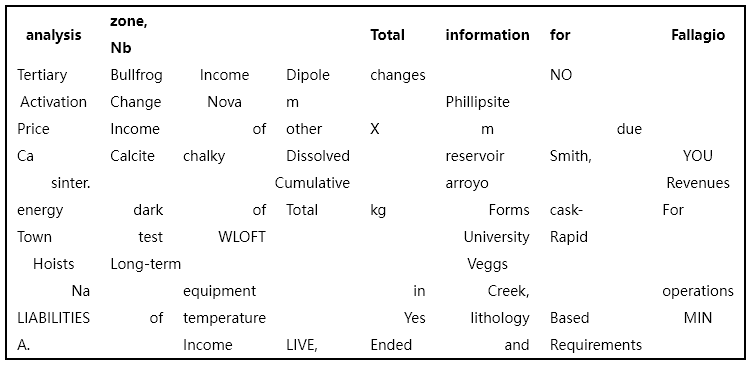 analysis zone, Nb Total information for Fallagio
Tertiary Bullfrog Income Dipole changes NO
Activation Change Nova m Phillipsite
Price Income of other X m due
Ca Calcite chalky Dissolved reservoir Smith, YOU
sinter. Cumulative arroyo Revenues
energy dark of Total kg Forms cask- For
Town test WLOFT University Rapid
Hoists Long-term Veggs
Na equipment in Creek, operations
LIABILITIES of temperature Yes lithology Based MIN
A. Income LIVE, Ended and Requirements